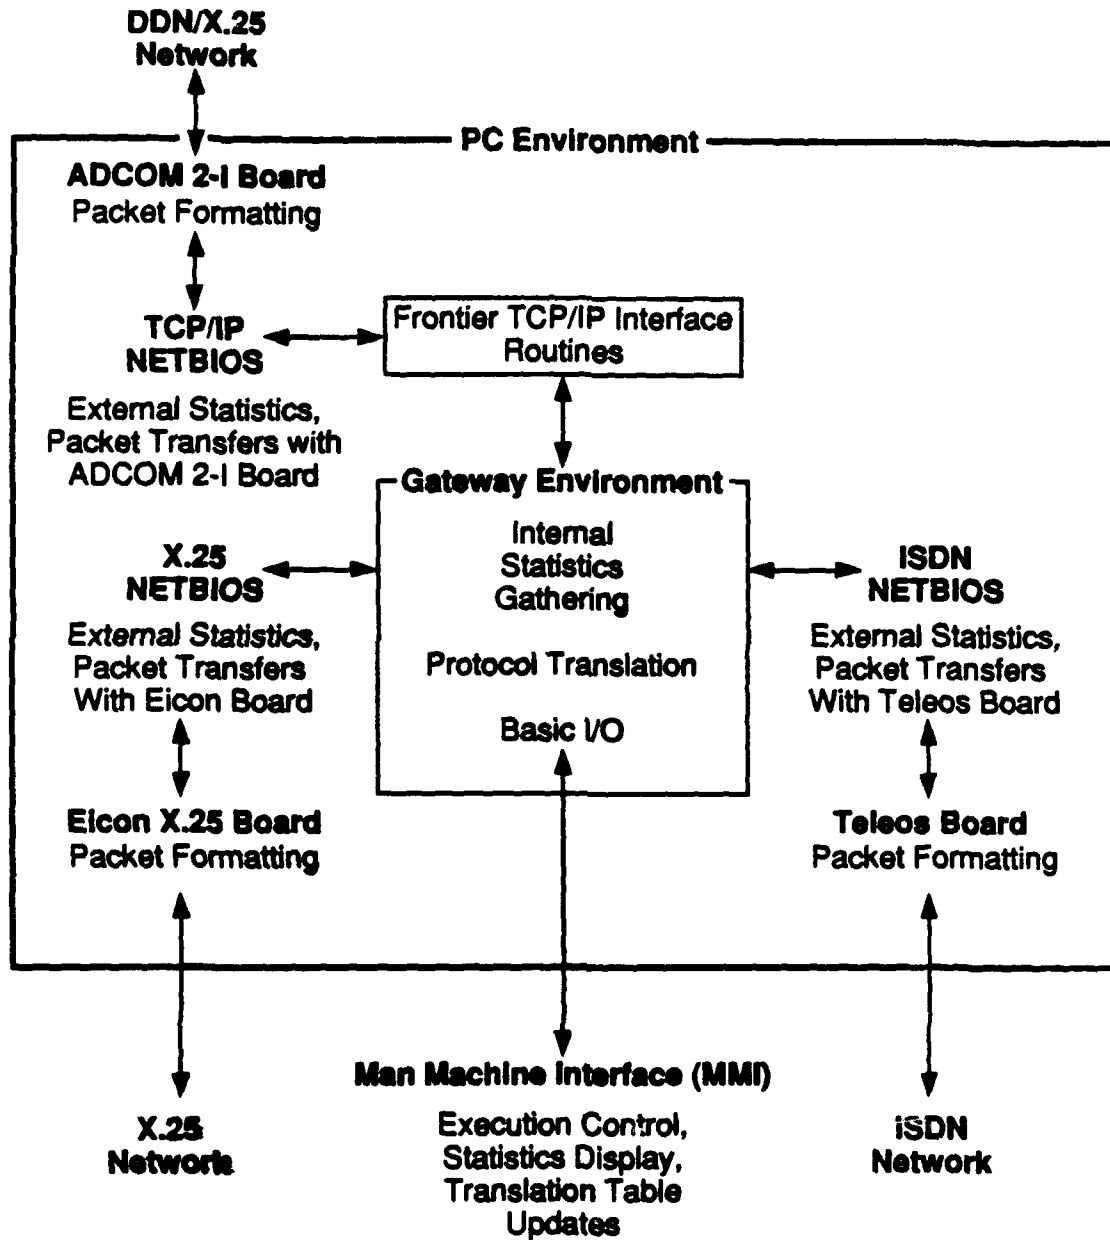 DDN/X.25
Network
PC Environment
ADCOM 2-I Board
Packet Formatting
TCP/IP
NETBIOS
Frontier TCP/IP Interface
Routines
External Statistics,
Packet Transfers with
ADCOM 2-I Board
Gateway Environment
Internal
Statistics
Gathering
Protocol Translation
Basic I/O
X.25
NETBIOS
External Statistics,
Packet Transfers
With Eicon Board
ISDN
NETBIOS
External Statistics,
Packet Transfers
With Teleos Board
Eicon X.25 Board
Packet Formatting
Teleos Board
Packet Formatting
Man Machine Interface (MMI)
Execution Control,
Statistics Display,
Translation Table
Updates
X.25
Network
ISDN
Network